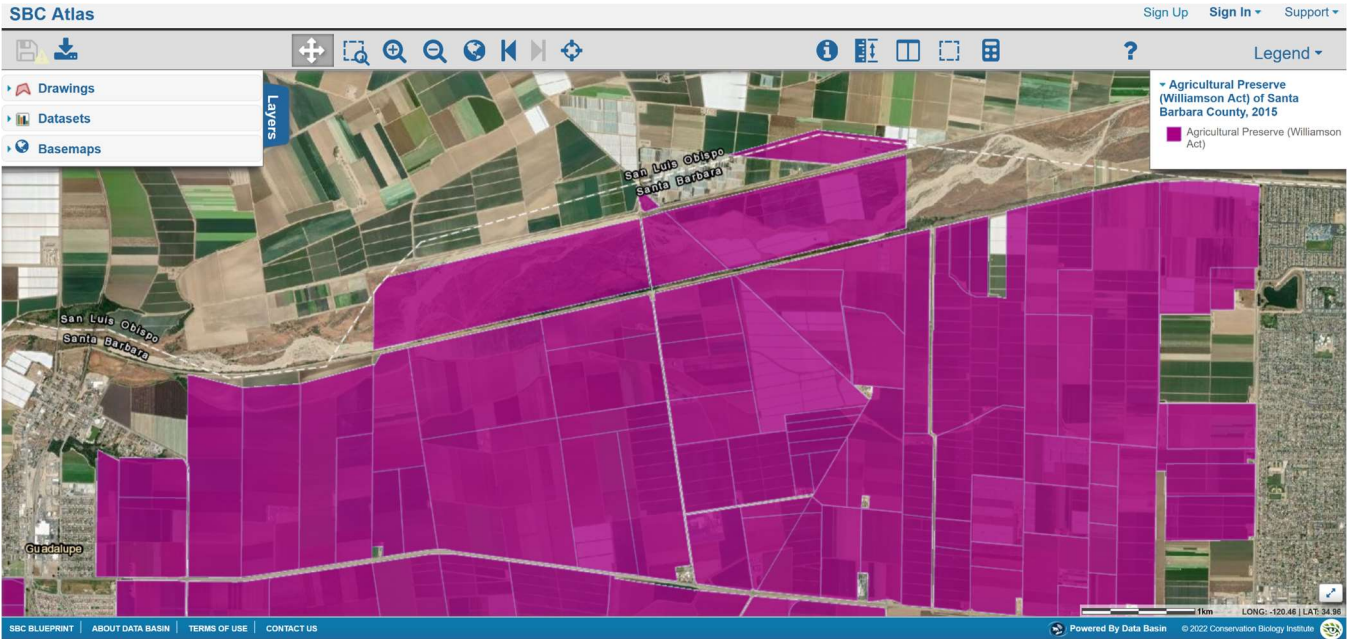 SBC Atlas
Sign Up Sign In Support
? Legend
Drawings
Datasets
Basemaps
Layers
Agricultural Preserve
(Williamson Act) of Santa
Barbara County, 2015
Agricultural Preserve (Williamson
Act)
San Luis Obispo
Santa Barbara
San Luis Obispo
Santa Barbara
Guadalupe
1km
LONG: -120.46 | LAT: 34.96
SBC BLUEPRINT | ABOUT DATA BASIN | TERMS OF USE | CONTACT US
Powered By Data Basin © 2022 Conservation Biology Institute